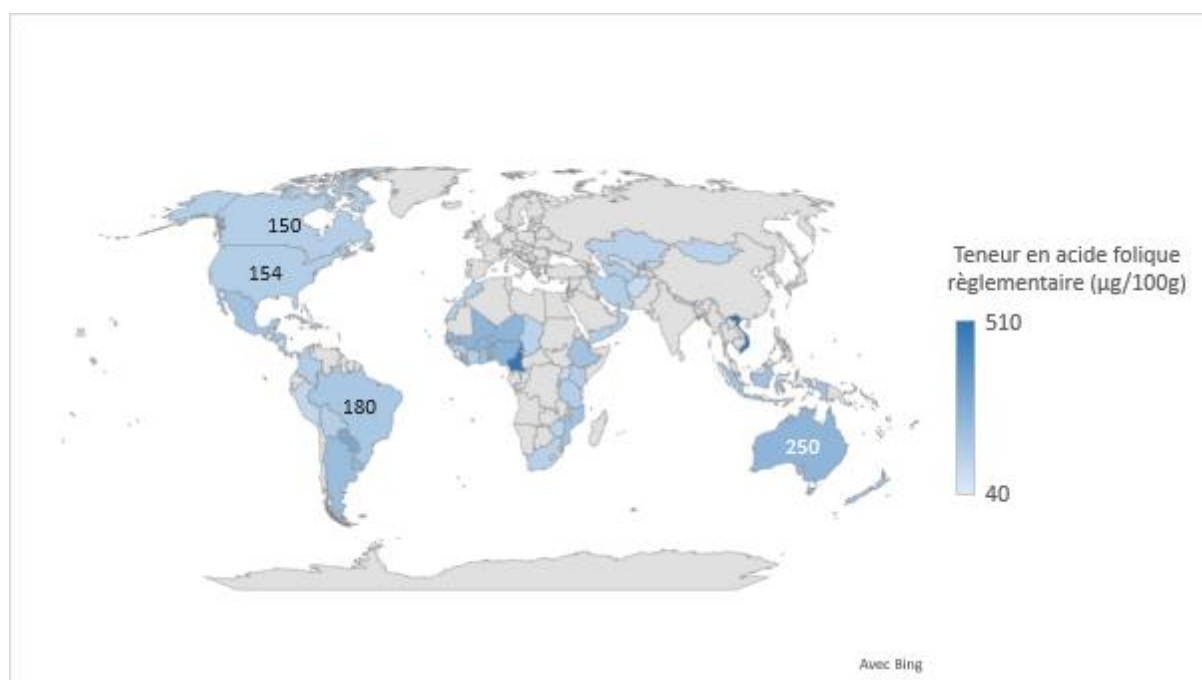 150
154
180
250
Teneur en acide folique
règlementaire (µg/100g)
510
40
Avec Bing